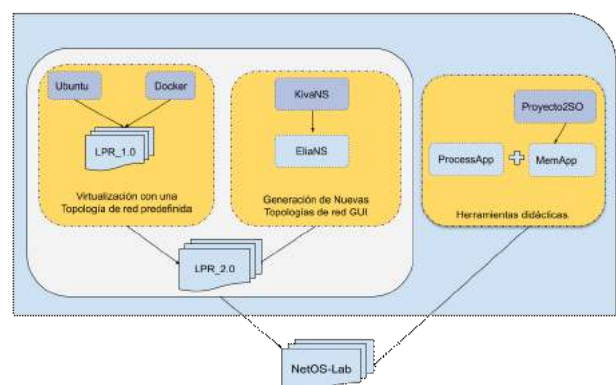 Ubuntu
Docker
LPR_1.0
Virtualización con una
Topología de red predefinida
KivaNS
EliaNS
Generación de Nuevas
Topologías de red GUI
Proyecto2SO
ProcessApp
MemApp
Herramientas didácticas.
LPR_2.0
NetOS-Lab